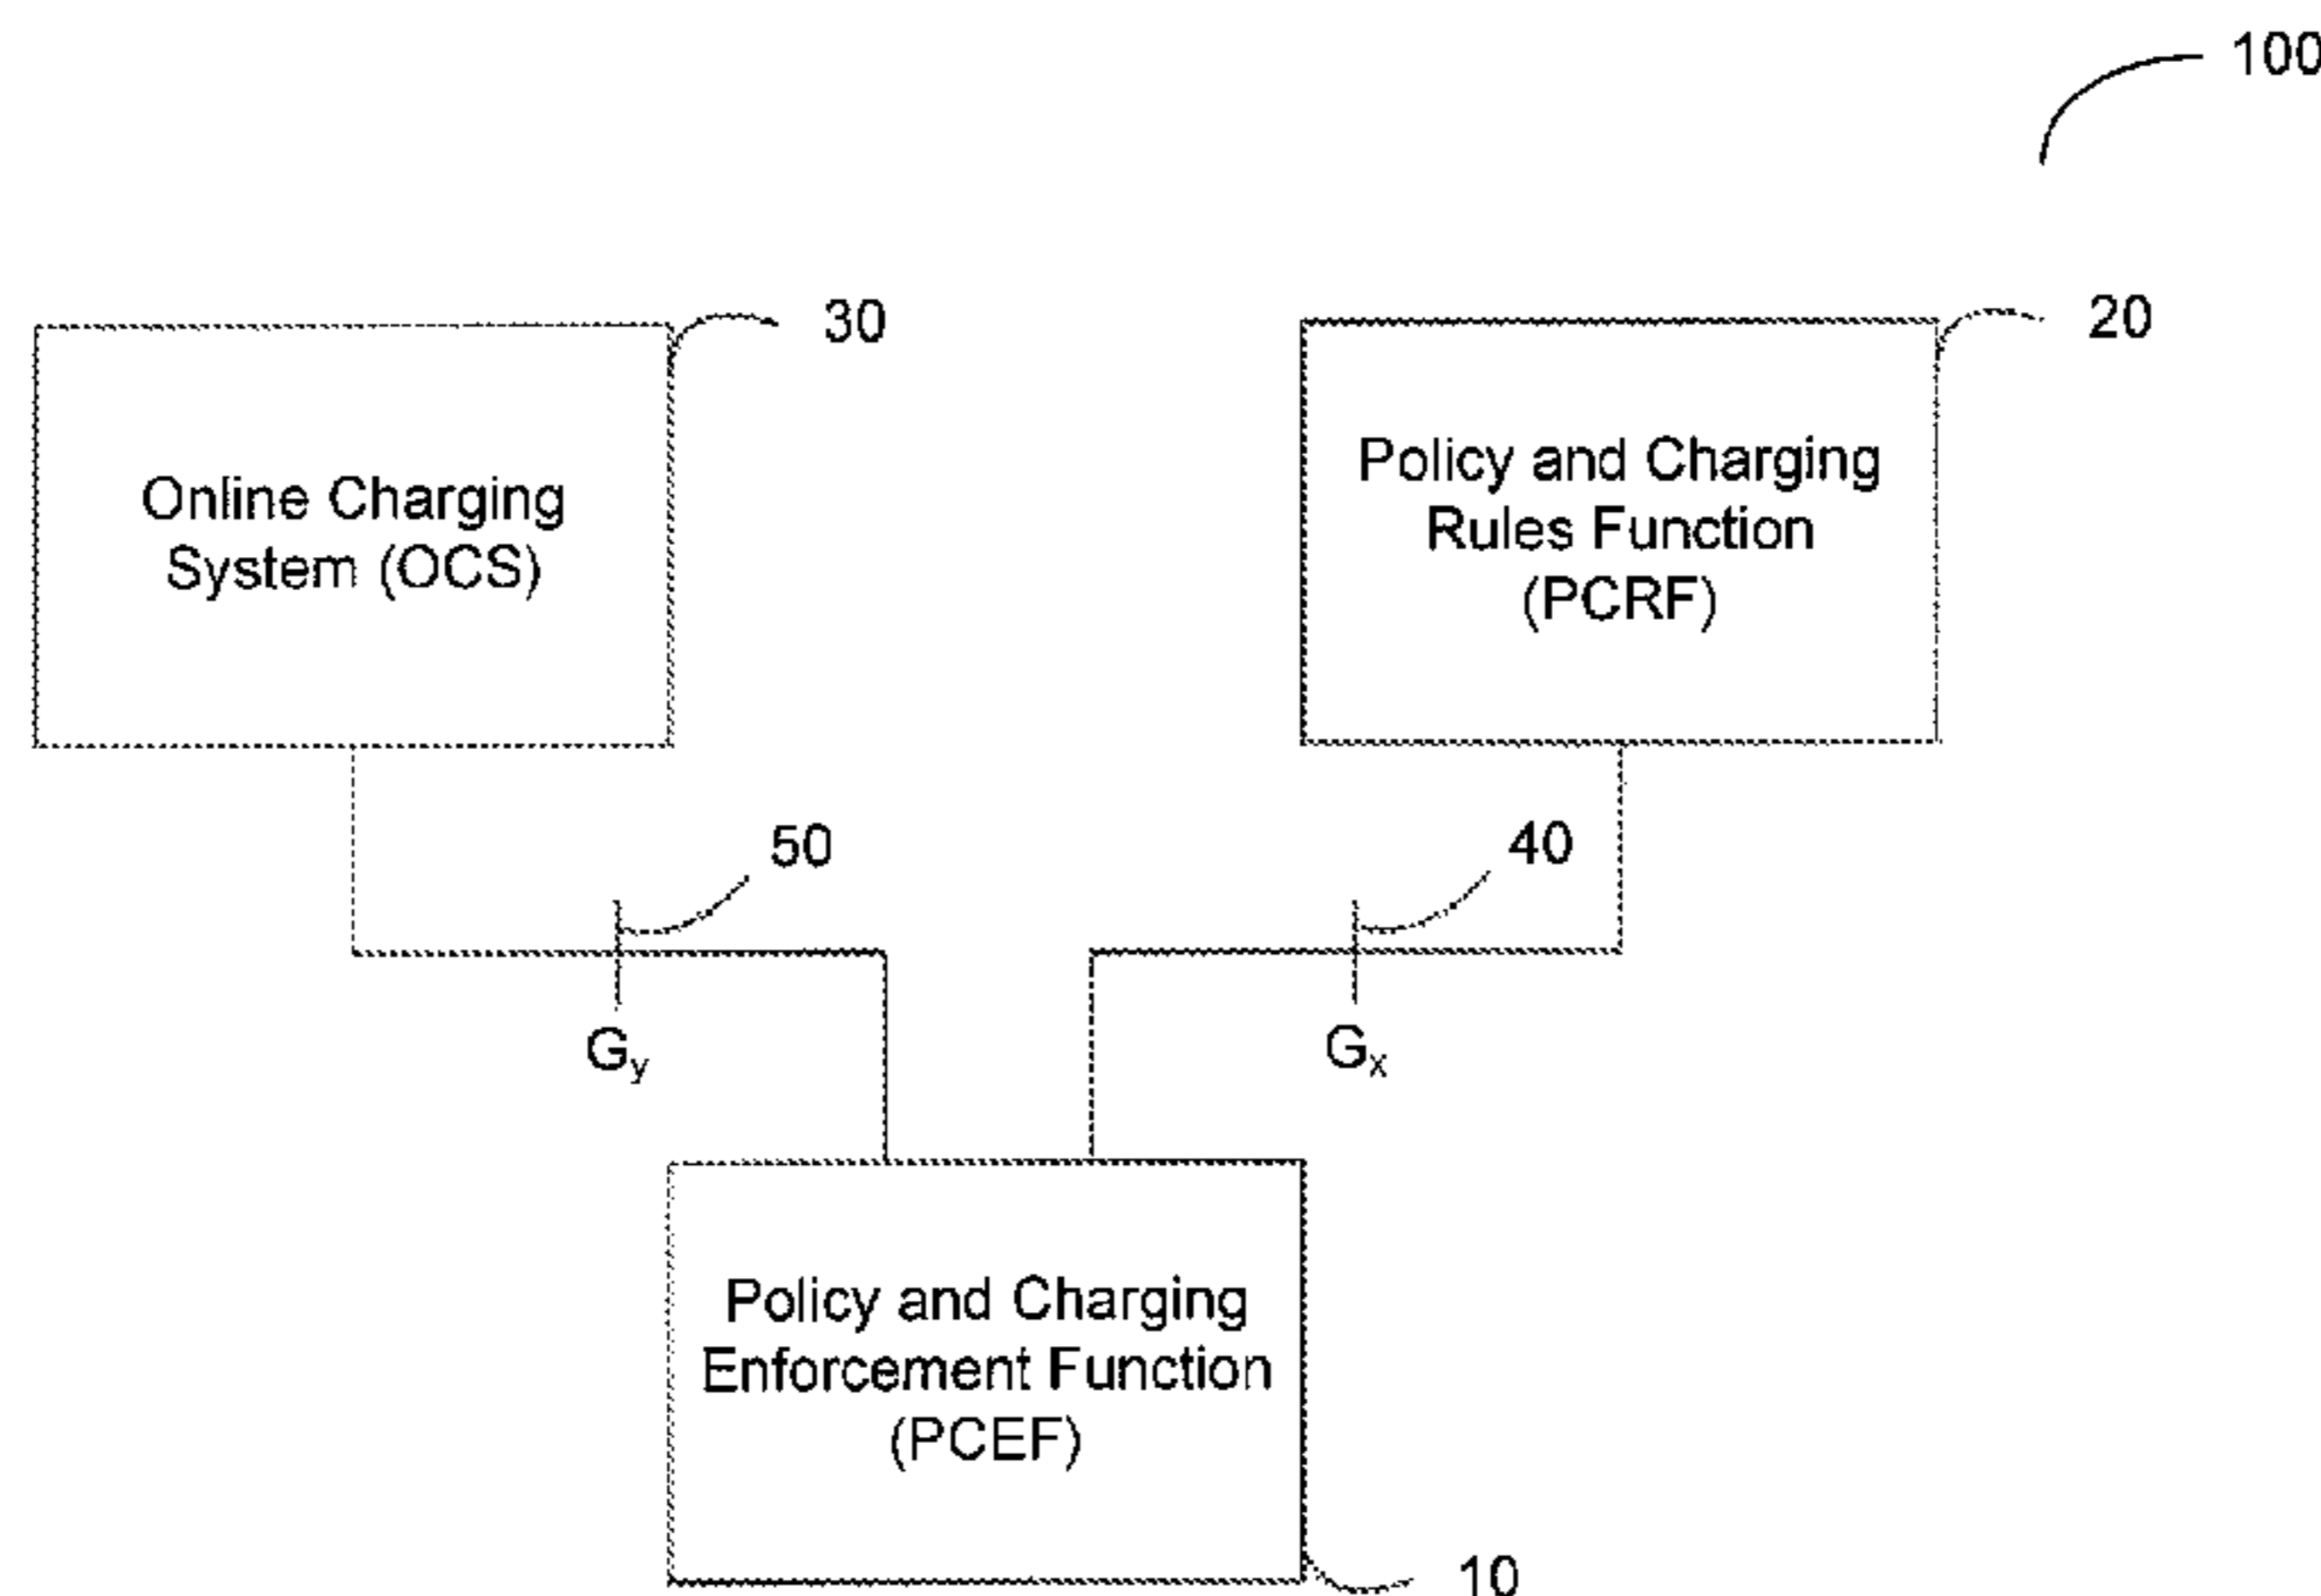 100
30
20
Online Charging
System (OCS)
Policy and Charging
Rules Function
(PCRF)
50
40
Gy
Gx
Policy and Charging
Enforcement Function
(PCEF)
10